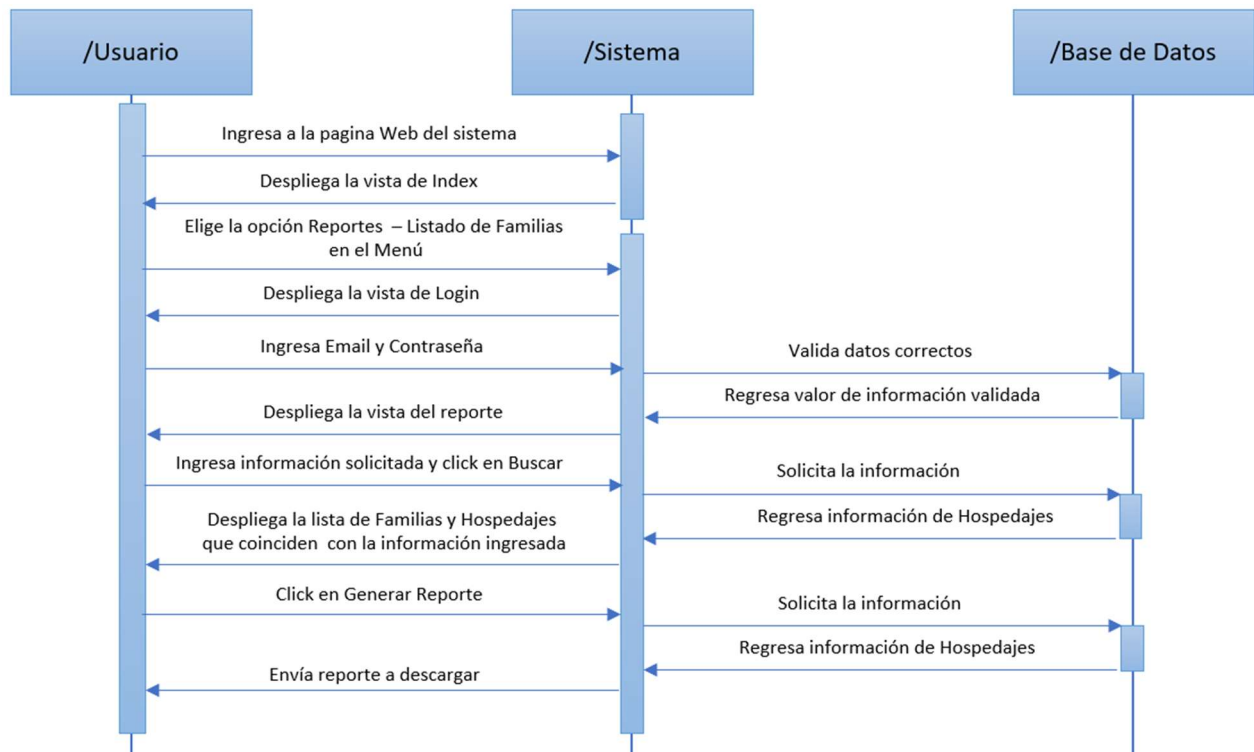 /Usuario
/Sistema
/Base de Datos
Ingresa a la pagina Web del sistema
Despliega la vista de Index
Elige la opción Reportes – Listado de Familias
en el Menú
Despliega la vista de Login
Ingresa Email y Contraseña
Valida datos correctos
Regresa valor de información validada
Despliega la vista del reporte
Ingresa información solicitada y click en Buscar
Solicita la información
Regresa información de Hospedajes
Despliega la lista de Familias y Hospedajes
que coinciden con la información ingresada
Click en Generar Reporte
Solicita la información
Regresa información de Hospedajes
Envía reporte a descargar